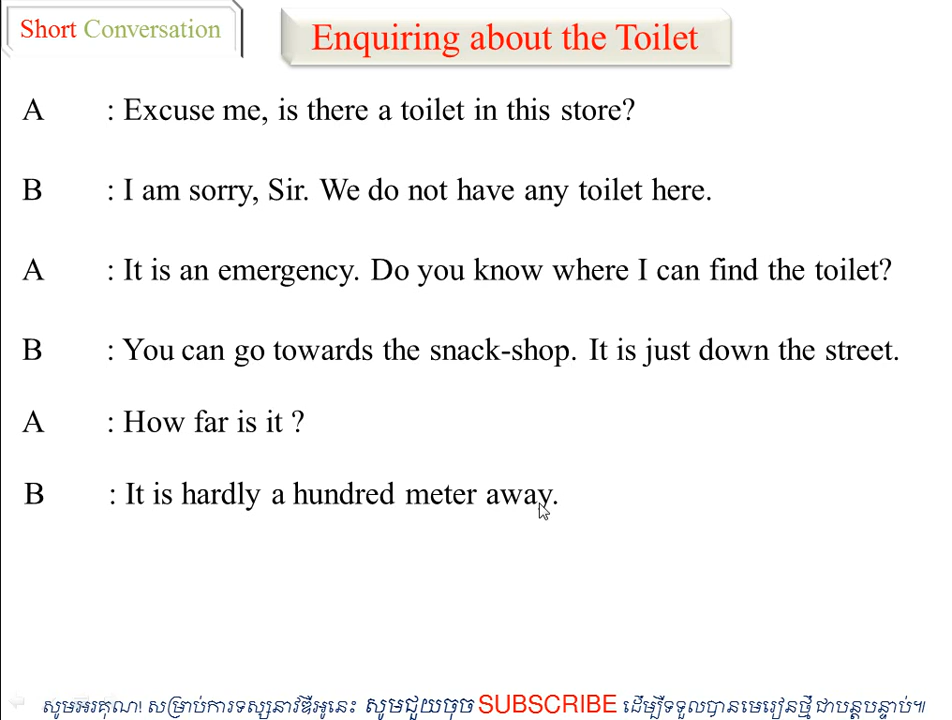 Short Conversation
Enquiring about the Toilet
A : Excuse me, is there a toilet in this store?
B : I am sorry, Sir. We do not have any toilet here.
A : It is an emergency. Do you know where I can find the toilet?
B : You can go towards the snack-shop. It is just down the street.
A : How far is it ?
B : It is hardly a hundred meter away.
សូមអរគុណ! សម្រាប់ការទស្សនាវីឌីអូនេះ សូមជួយចុច SUBSCRIBE ដើម្បីទទួលបានមេរៀនថ្មី ជាបន្តបន្ទាប់៕